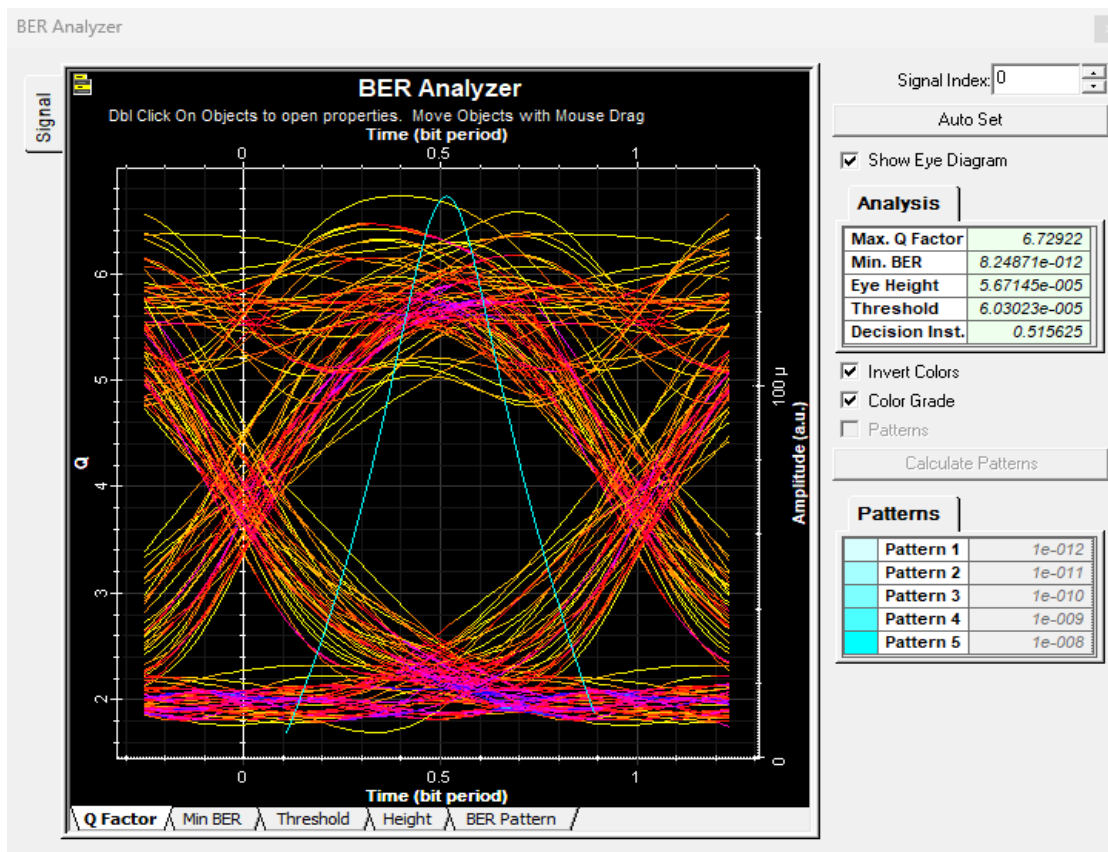 BER Analyzer
Signal
BER Analyzer
Dbl Click On Objects to open properties. Move Objects with Mouse Drag
Time (bit period)
0 0.5 1
Q
6
5
4
3
2
100 µ
0
Amplitude (a.u.)
0 0.5 1
Time (bit period)
Q Factor Min BER Threshold Height BER Pattern
Signal Index: 0
Auto Set
Show Eye Diagram
Analysis
Max. Q Factor 6.72922
Min. BER 8.24871e-012
Eye Height 5.67145e-005
Threshold 6.03023e-005
Decision Inst. 0.515625
Invert Colors
Color Grade
Patterns
Calculate Patterns
Patterns
Pattern 1 1e-012
Pattern 2 1e-011
Pattern 3 1e-010
Pattern 4 1e-009
Pattern 5 1e-008